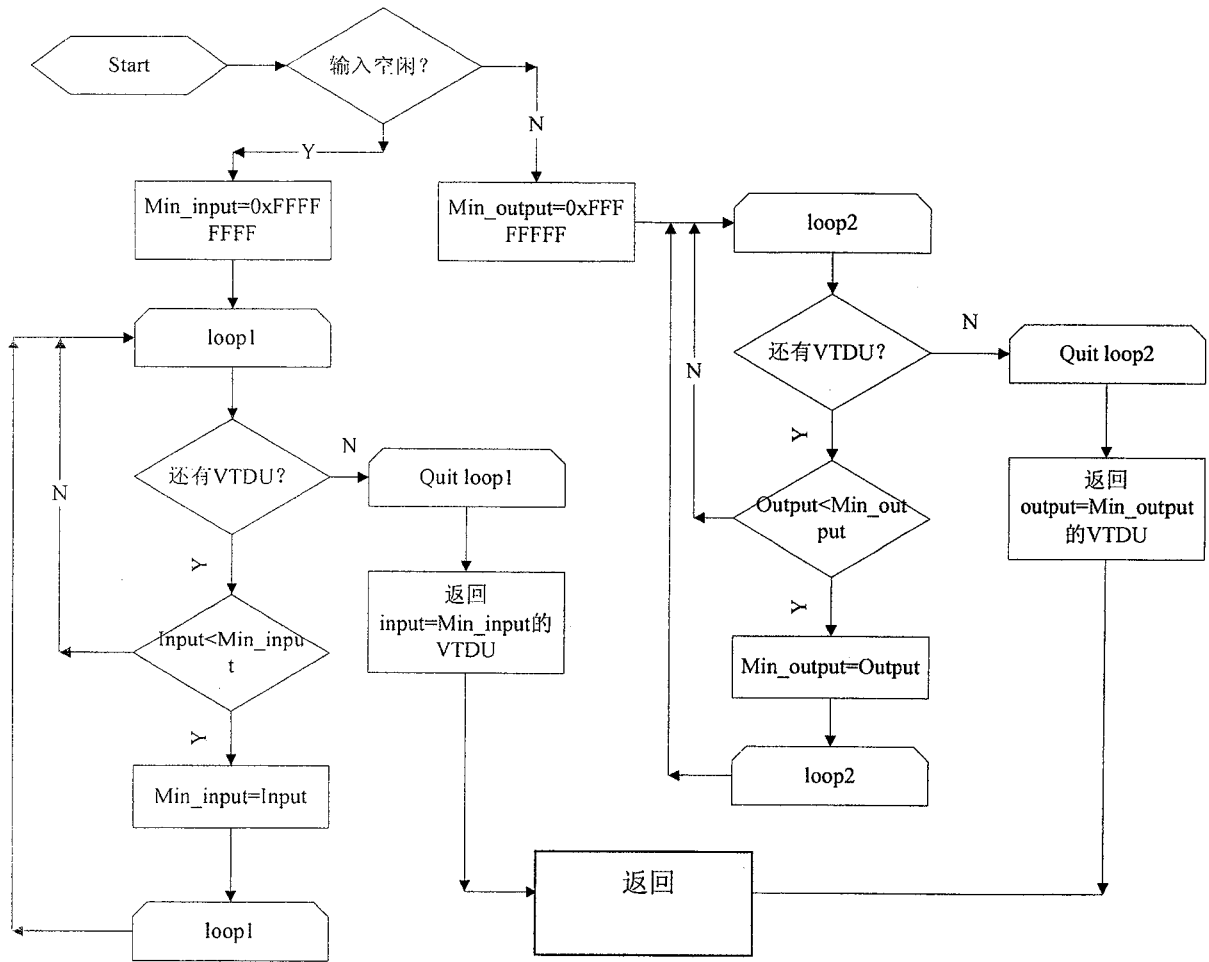 Start
输入空闲？
Y
N
Min_input=0xFFFF
FFFF
Min_output=0xFFF
FFFFF
loop1
还有VTDU？
N
Quit loop1
返回
input=Min_input的
VTDU
Y
N
Input<Min_inpu
t
Y
Min_input=Input
loop1
loop2
还有VTDU？
N
Quit loop2
返回
output=Min_output
的VTDU
Y
N
Output<Min_out
put
Y
Min_output=Output
loop2
返回